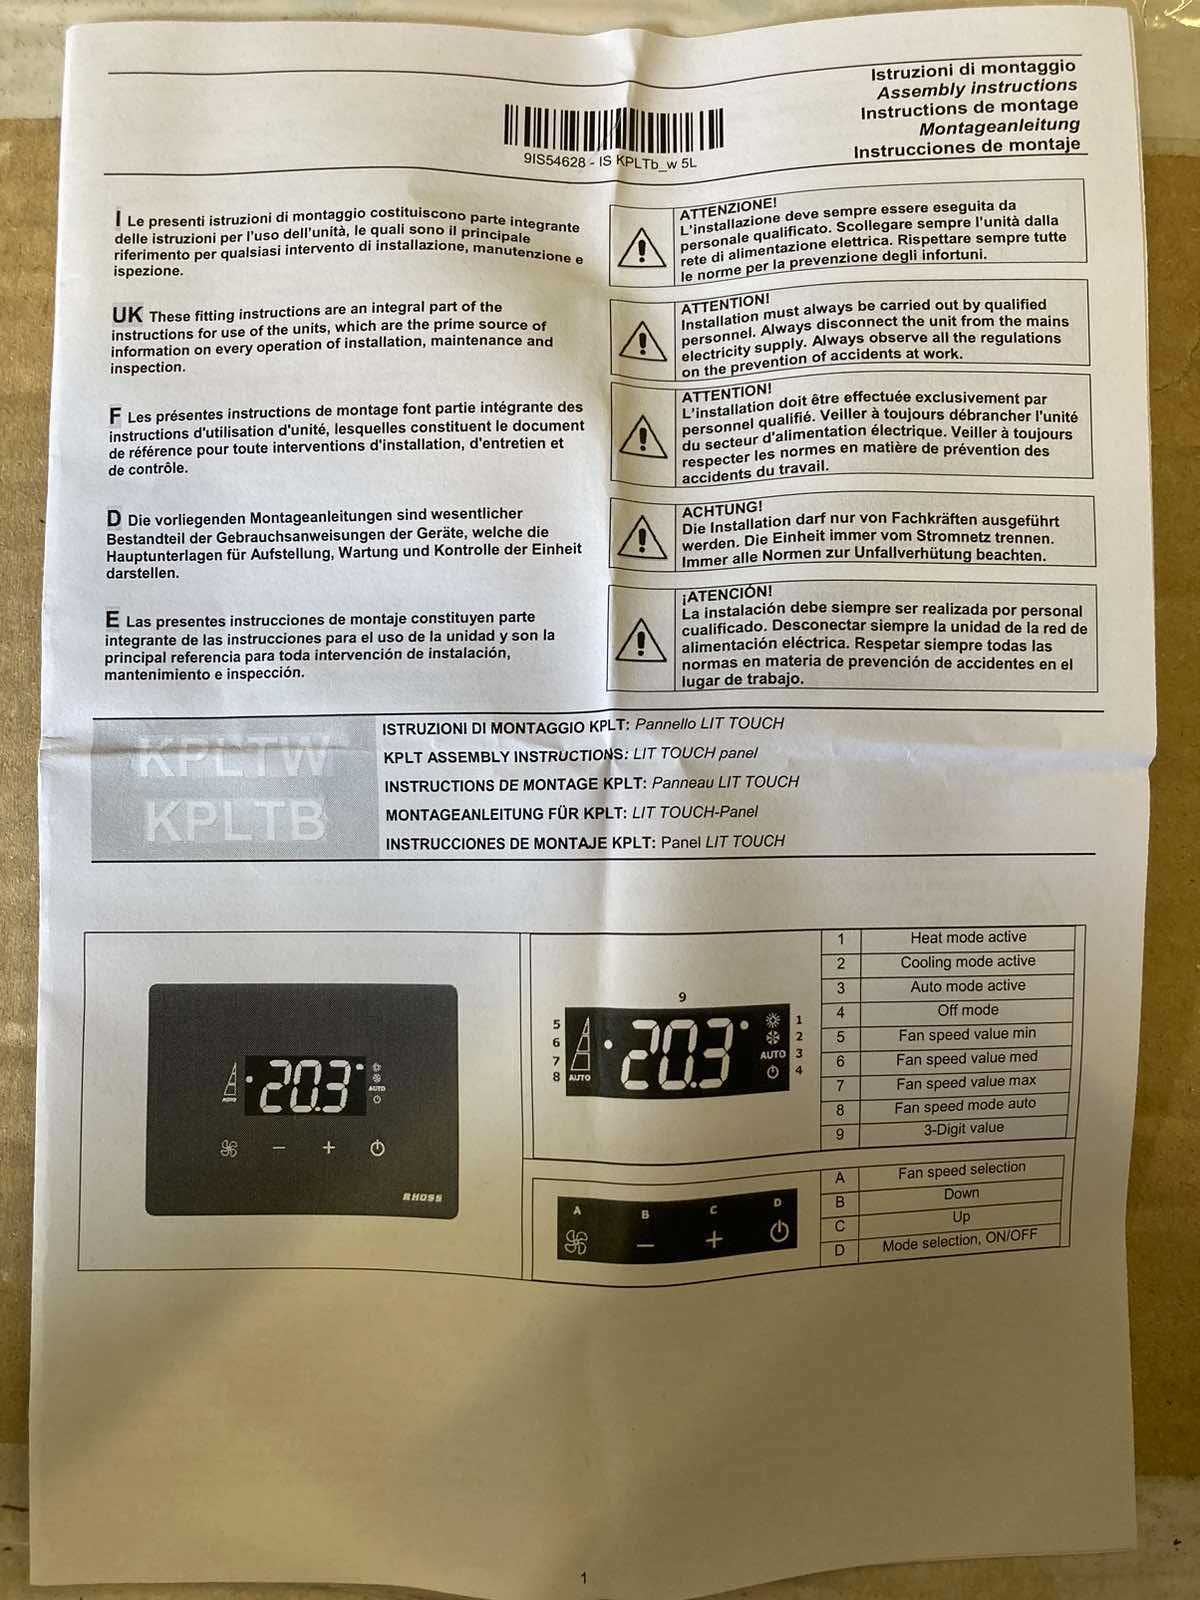 Istruzioni di montaggio
Assembly instructions
Instructions de montage
Montageanleitung
Instrucciones de montaje
9IS54628 - IS KPLTb_w 5L
I Le presenti istruzioni di montaggio costituiscono parte integrante
delle istruzioni per l'uso dell'unità, le quali sono il principale
riferimento per qualsiasi intervento di installazione, manutenzione e
ispezione.
ATTENZIONE!
L'installazione deve sempre essere eseguita da
personale qualificato. Scollegare sempre l'unità dalla
rete di alimentazione elettrica. Rispettare sempre tutte
le norme per la prevenzione degli infortuni.
UK These fitting instructions are an integral part of the
instructions for use of the units, which are the prime source of
information on every operation of installation, maintenance and
inspection.
ATTENTION!
Installation must always be carried out by qualified
personnel. Always disconnect the unit from the mains
electricity supply. Always observe all the regulations
on the prevention of accidents at work.
F Les présentes instructions de montage font partie intégrante des
instructions d'utilisation d'unité, lesquelles constituent le document
de référence pour toute interventions d'installation, d'entretien et
de contrôle.
ATTENTION!
L'installation doit être effectuée exclusivement par
personnel qualifié. Veiller à toujours débrancher l'unité
du secteur d'alimentation électrique. Veiller à toujours
respecter les normes en matière de prévention des
accidents du travail.
D Die vorliegenden Montageanleitungen sind wesentlicher
Bestandteil der Gebrauchsanweisungen der Geräte, welche die
Hauptunterlagen für Aufstellung, Wartung und Kontrolle der Einheit
darstellen.
ACHTUNG!
Die Installation darf nur von Fachkräften ausgeführt
werden. Die Einheit immer vom Stromnetz trennen.
Immer alle Normen zur Unfallverhütung beachten.
E Las presentes instrucciones de montaje constituyen parte
integrante de las instrucciones para el uso de la unidad y son la
principal referencia para toda intervención de instalación,
mantenimiento e inspección.
¡ATENCIÓN!
La instalación debe siempre ser realizada por personal
cualificado. Desconectar siempre la unidad de la red de
alimentación eléctrica. Respetar siempre todas las
normas en materia de prevención de accidentes en el
lugar de trabajo.
KPLTW
KPLTB
ISTRUZIONI DI MONTAGGIO KPLT: Pannello LIT TOUCH
KPLT ASSEMBLY INSTRUCTIONS: LIT TOUCH panel
INSTRUCTIONS DE MONTAGE KPLT: Panneau LIT TOUCH
MONTAGEANLEITUNG FÜR KPLT: LIT TOUCH-Panel
INSTRUCCIONES DE MONTAJE KPLT: Panel LIT TOUCH
20.3
AUTO
AUTO
RHOSS
9
5
6
7
8 AUTO
20.3
1
2
AUTO 3
4
1 Heat mode active
2 Cooling mode active
3 Auto mode active
4 Off mode
5 Fan speed value min
6 Fan speed value med
7 Fan speed value max
8 Fan speed mode auto
9 3-Digit value
A B C D
A Fan speed selection
B Down
C Up
D Mode selection, ON/OFF
1